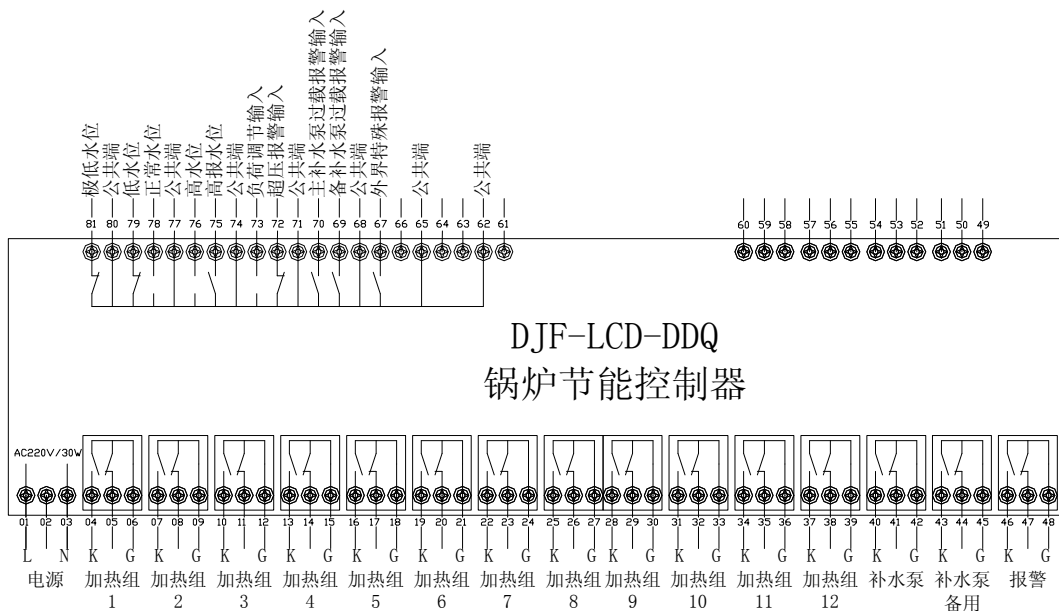 极低水位
公共端
低水位
正常水位
公共端
高水位
高报水位
公共端
负荷调节输入
超压报警输入
公共端
主补水泵过载报警输入
备补水泵过载报警输入
公共端
外界特殊报警输入
公共端
公共端
81 80 79 78 77 76 75 74 73 72 71 70 69 68 67 66 65 64 63 62 61 60 59 58 57 56 55 54 53 52 51 50 49
DJF-LCD-DDQ
锅炉节能控制器
AC220V/30W
01 02 03 04 05 06 07 08 09 10 11 12 13 14 15 16 17 18 19 20 21 22 23 24 25 26 27 28 29 30 31 32 33 34 35 36 37 38 39 40 41 42 43 44 45 46 47 48
L N K G K G K G K G K G K G K G K G K G K G K G K G K G K G K G
电源 加热组 加热组 加热组 加热组 加热组 加热组 加热组 加热组 加热组 加热组 加热组 加热组 补水泵 补水泵 报警
1 2 3 4 5 6 7 8 9 10 11 12 备用